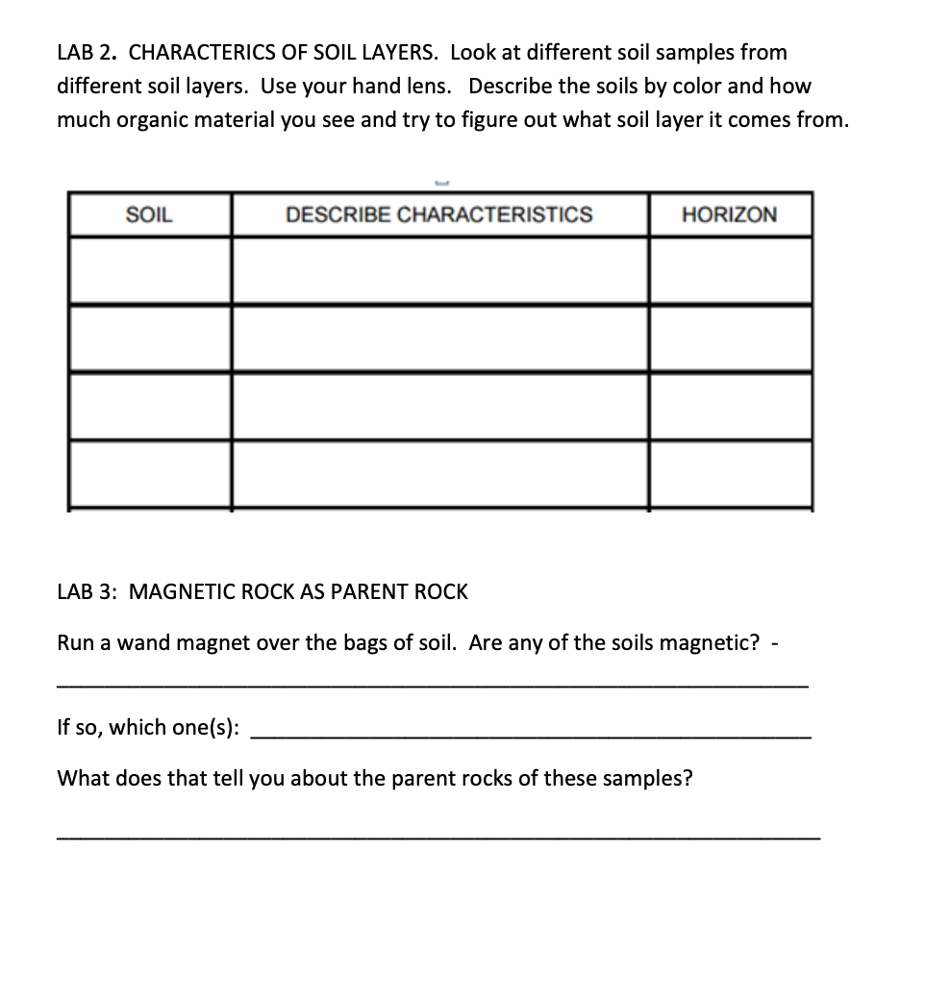 LAB 2.  CHARACTERICS OF SOIL LAYERS.  Look at different soil samples from
different soil layers.  Use your hand lens.   Describe the soils by color and how
much organic material you see and try to figure out what soil layer it comes from.
SOIL DESCRIBE CHARACTERISTICS HORIZON
LAB 3:  MAGNETIC ROCK AS PARENT ROCK
Run a wand magnet over the bags of soil.  Are any of the soils magnetic?  -
If so, which one(s):
What does that tell you about the parent rocks of these samples?